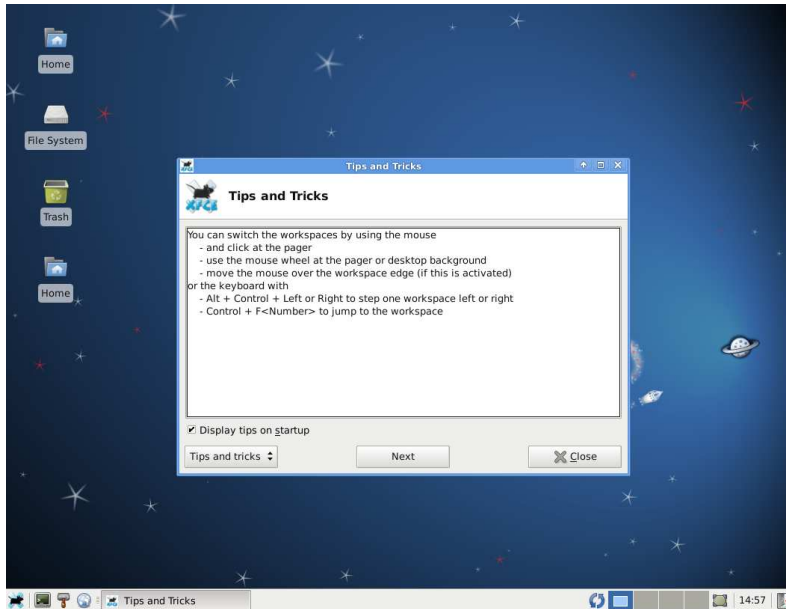 Home
File System
Trash
Home
Tips and Tricks
XFCE
Tips and Tricks
You can switch the workspaces by using the mouse
- and click at the pager
- use the mouse wheel at the pager or desktop background
- move the mouse over the workspace edge (if this is activated)
or the keyboard with
- Alt + Control + Left or Right to step one workspace left or right
- Control + F<Number> to jump to the workspace
Display tips on startup
Tips and tricks
Next
Close
Tips and Tricks
14:57